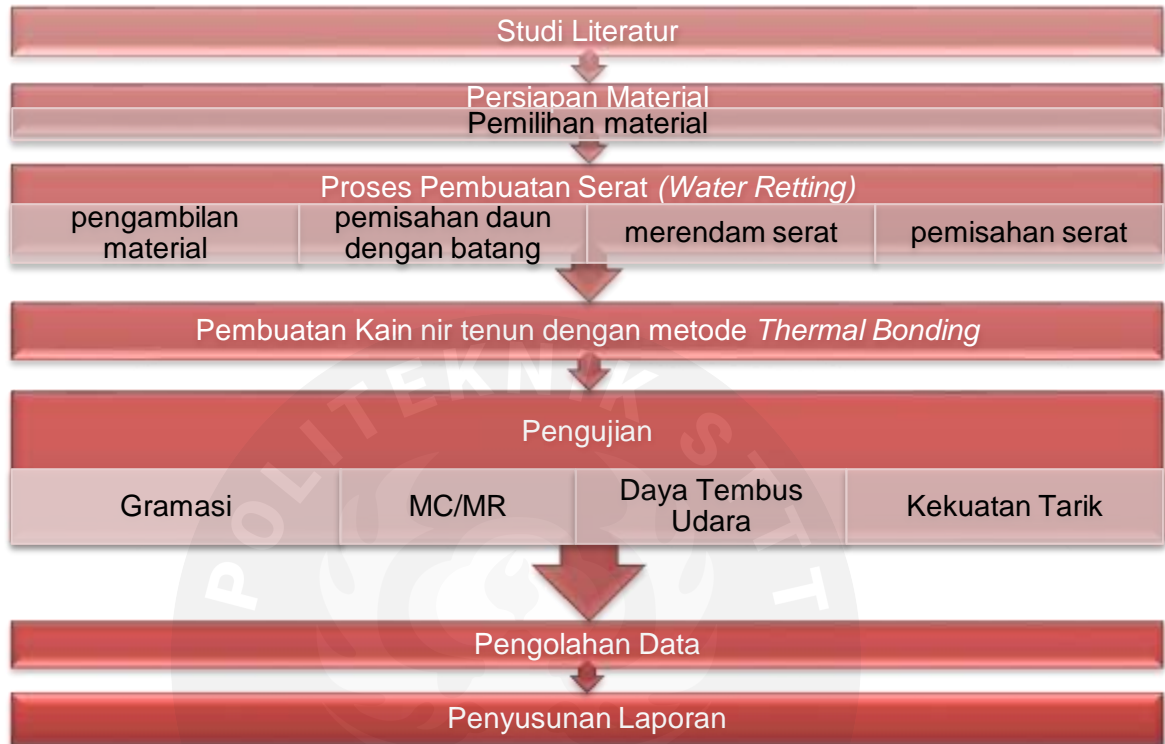 Studi Literatur
Persiapan Material
Pemilihan material
Proses Pembuatan Serat (Water Retting)
pengambilan
material
pemisahan daun
dengan batang
merendam serat
pemisahan serat
Pembuatan Kain nir tenun dengan metode Thermal Bonding
Pengujian
Gramasi
MC/MR
Daya Tembus
Udara
Kekuatan Tarik
Pengolahan Data
Penyusunan Laporan
POLITEKNIK STTT